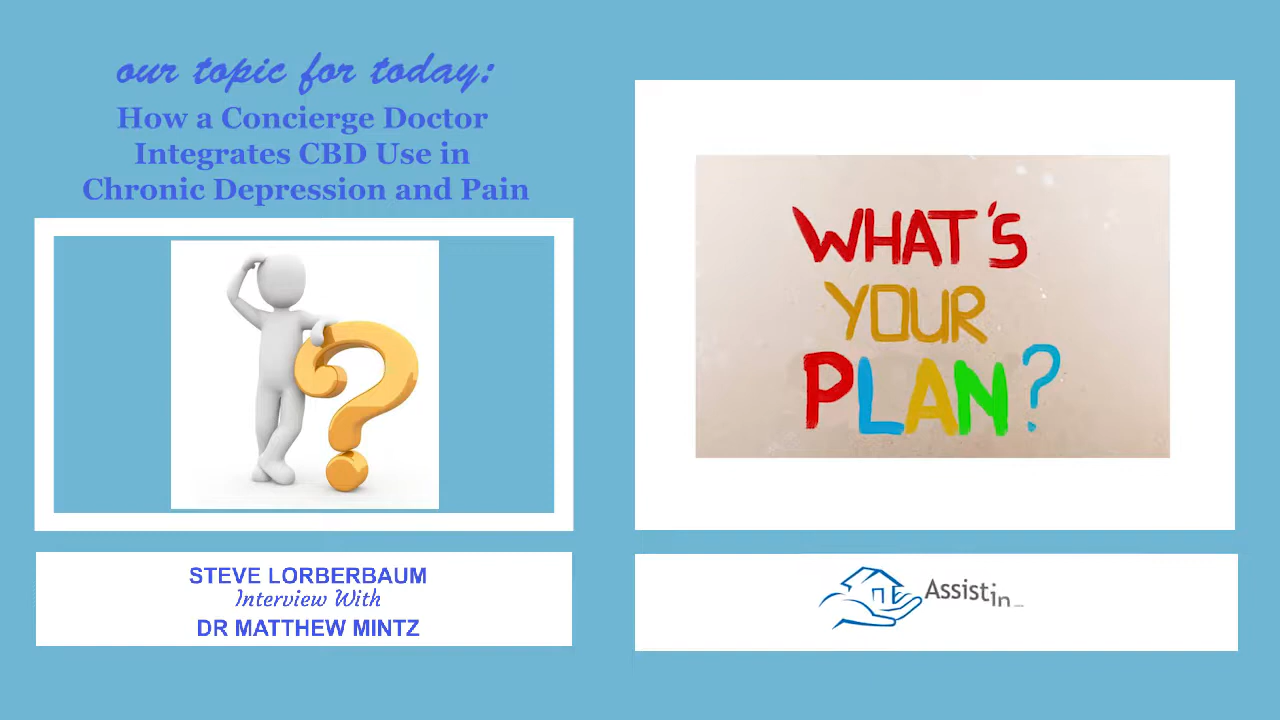 our topic for today:
How a Concierge Doctor
Integrates CBD Use in
Chronic Depression and Pain
WHAT'S
YOUR
PLAN?
STEVE LORBERBAUM
Interview With
DR MATTHEW MINTZ
Assistin